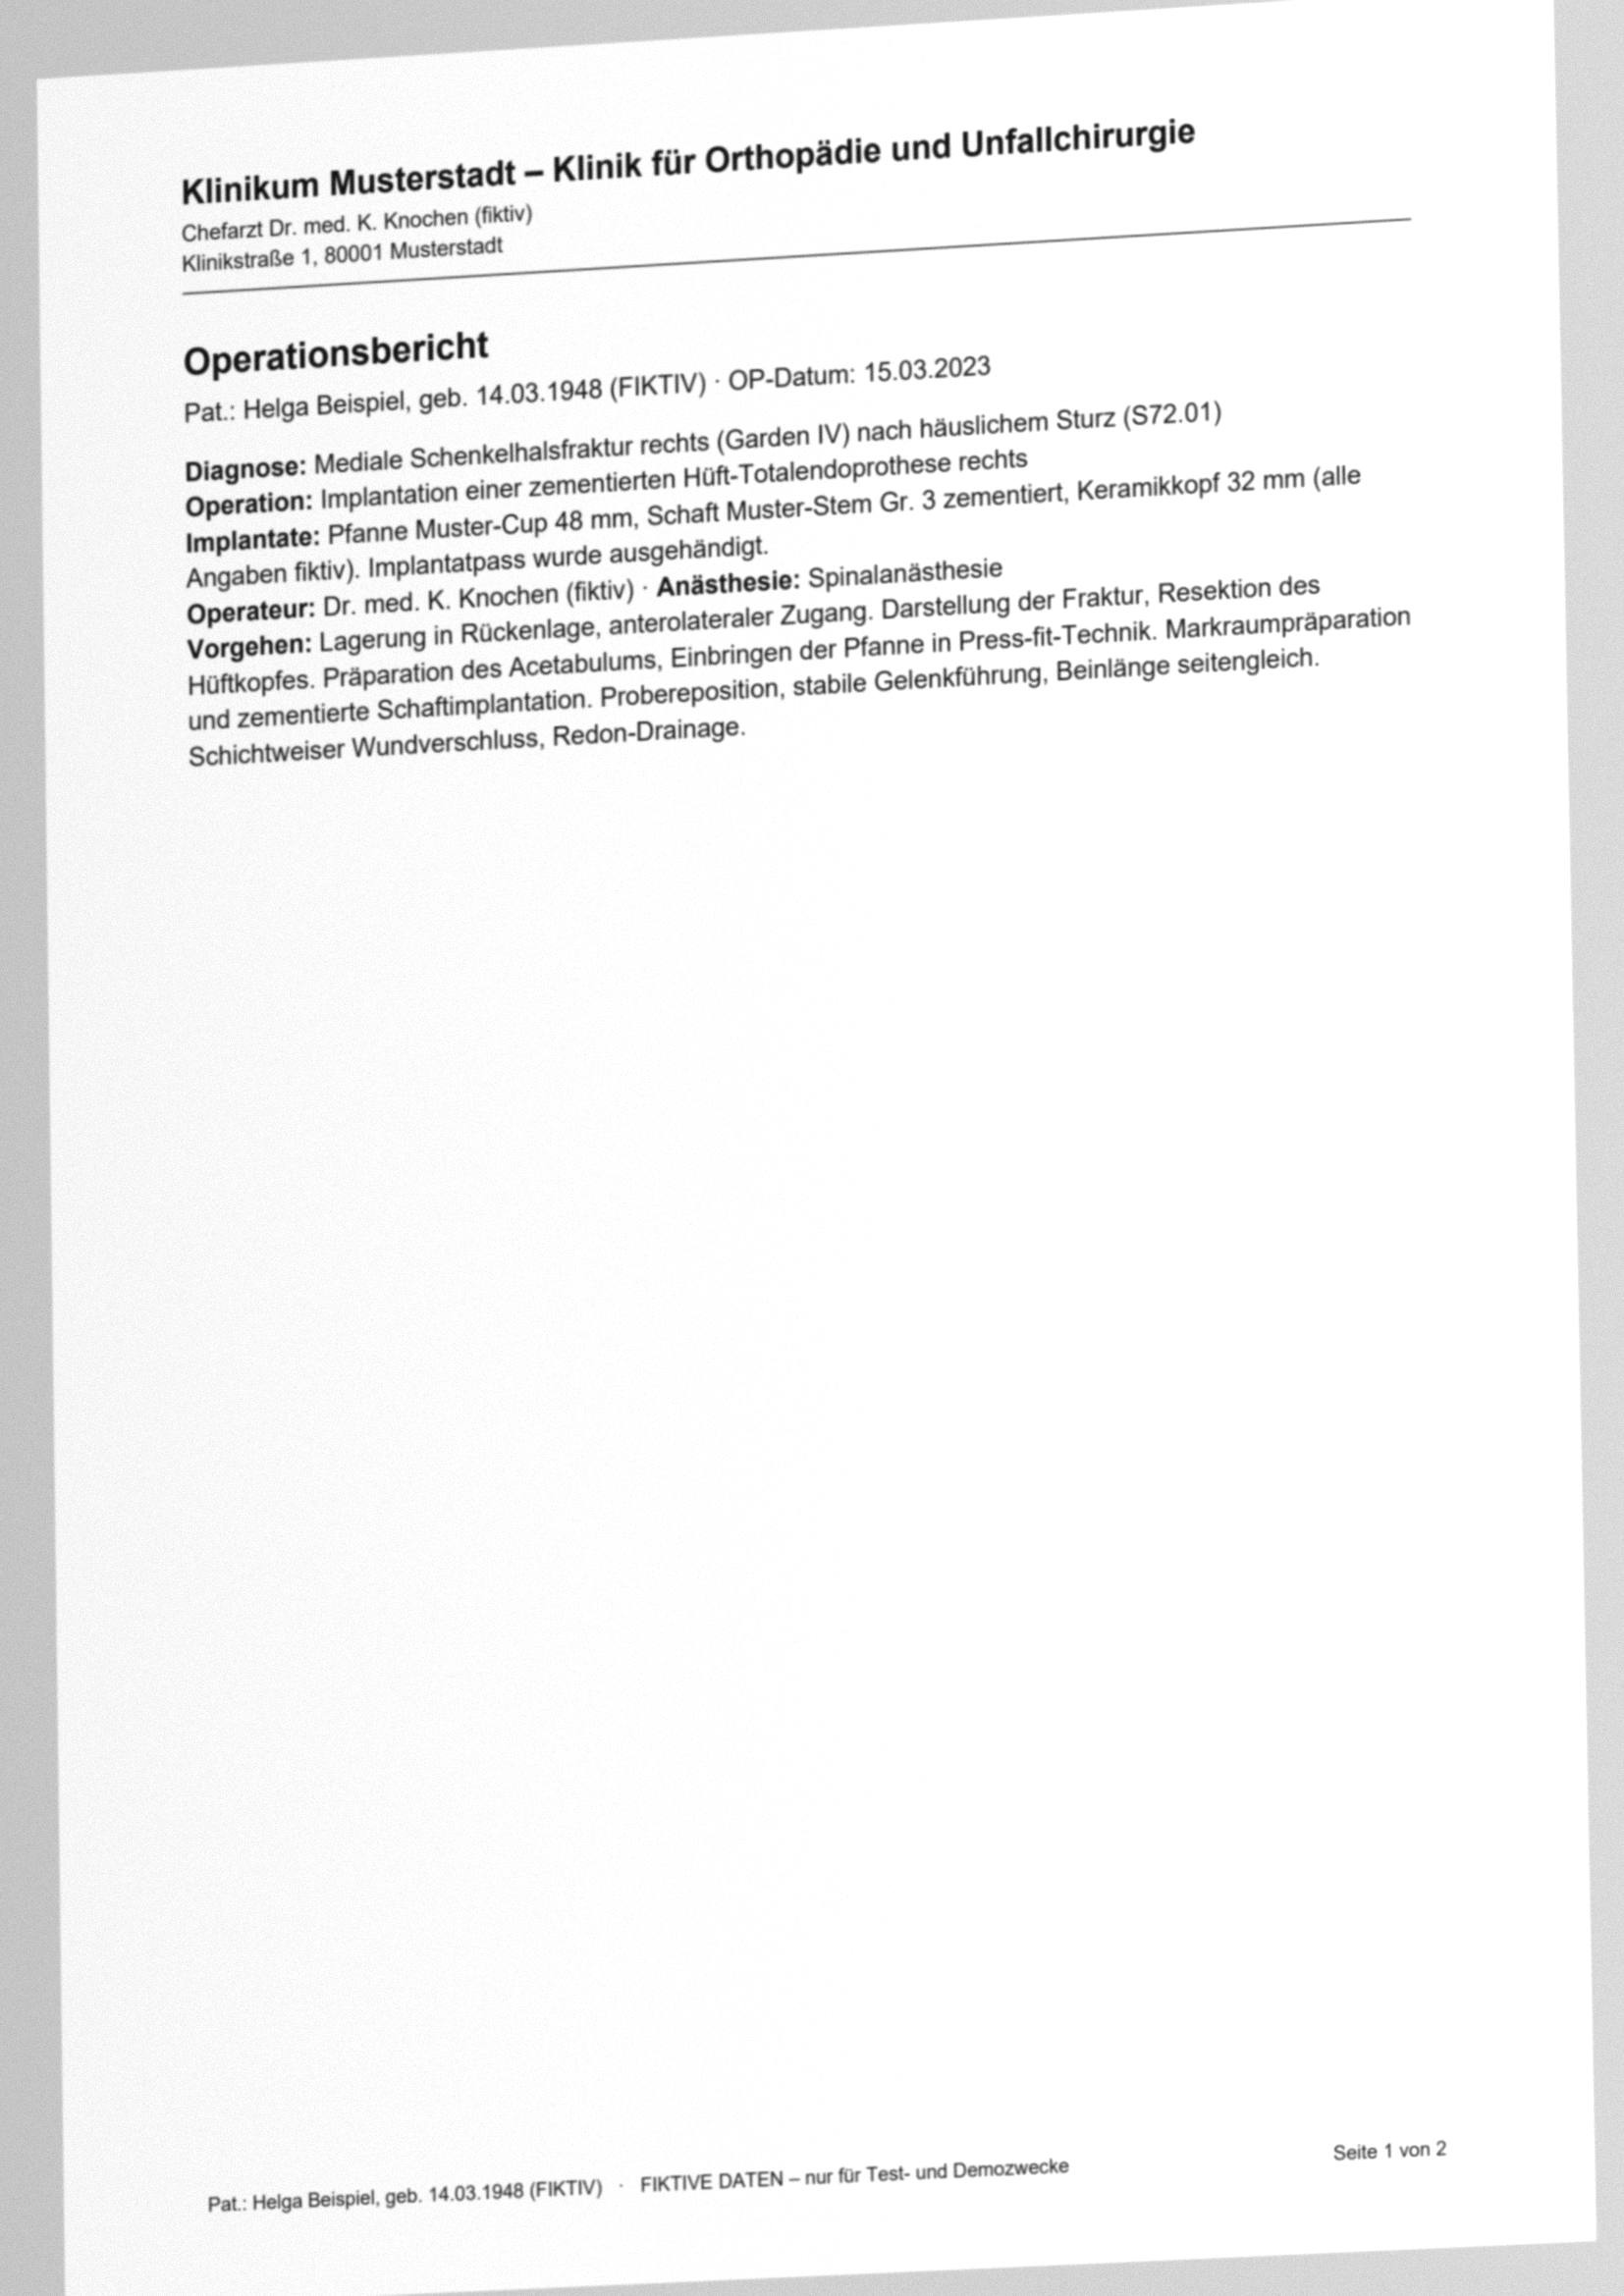 Klinikum Musterstadt – Klinik für Orthopädie und Unfallchirurgie
Chefarzt Dr. med. K. Knochen (fiktiv)
Klinikstraße 1, 80001 Musterstadt
Operationsbericht
Pat.: Helga Beispiel, geb. 14.03.1948 (FIKTIV) · OP-Datum: 15.03.2023
Diagnose: Mediale Schenkelhalsfraktur rechts (Garden IV) nach häuslichem Sturz (S72.01)
Operation: Implantation einer zementierten Hüft-Totalendoprothese rechts
Implantate: Pfanne Muster-Cup 48 mm, Schaft Muster-Stem Gr. 3 zementiert, Keramikkopf 32 mm (alle
Angaben fiktiv). Implantatpass wurde ausgehändigt.
Operateur: Dr. med. K. Knochen (fiktiv) · Anästhesie: Spinalanästhesie
Vorgehen: Lagerung in Rückenlage, anterolateraler Zugang. Darstellung der Fraktur, Resektion des
Hüftkopfes. Präparation des Acetabulums, Einbringen der Pfanne in Press-fit-Technik. Markraumpräparation
und zementierte Schaftimplantation. Probereposition, stabile Gelenkführung, Beinlänge seitengleich.
Schichtweiser Wundverschluss, Redon-Drainage.
Pat.: Helga Beispiel, geb. 14.03.1948 (FIKTIV) · FIKTIVE DATEN – nur für Test- und Demozwecke Seite 1 von 2